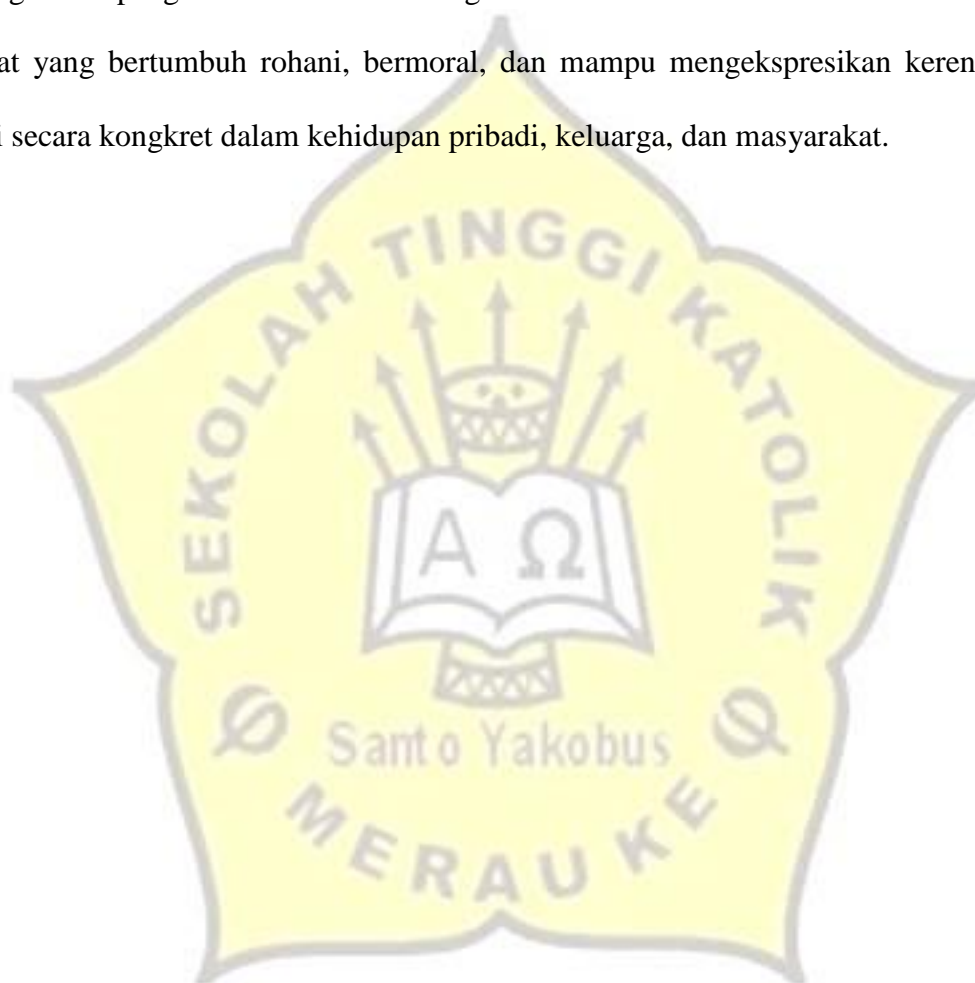 at yang bertumbuh rohani, bermoral, dan mampu mengekspresikan keren
i secara kongkret dalam kehidupan pribadi, keluarga, dan masyarakat.
SEKOLAH TINGGI KATOLIK
Α Ω
Santo Yakobus
MERAUKE